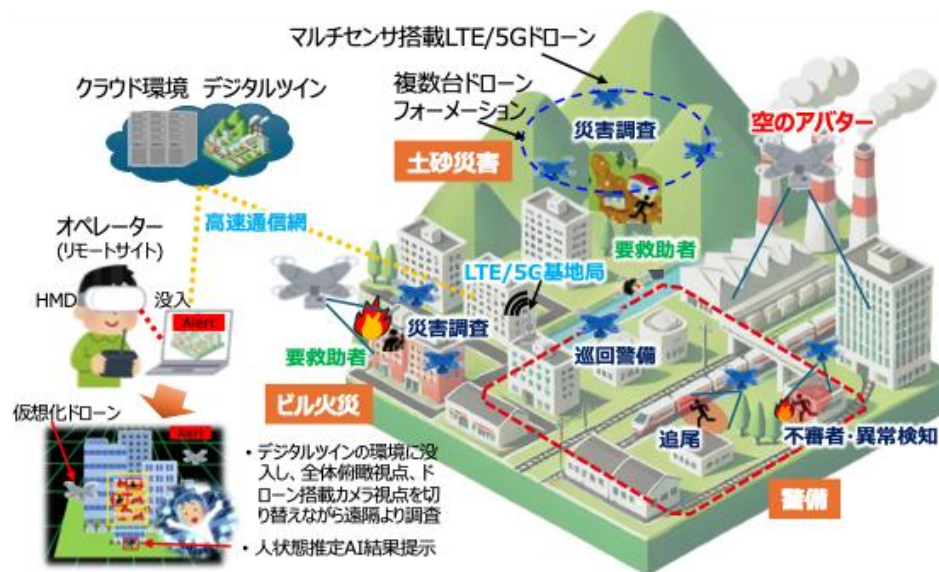 マルチセンサ搭載LTE/5Gドローン
複数台ドローン
フォーメーション
クラウド環境 デジタルツイン
災害調査
空のアバター
土砂災害
高速通信網
オペレーター
(リモートサイト)
要救助者
LTE/5G基地局
HMD
没入
Alert
災害調査
巡回警備
要救助者
ビル火災
仮想化ドローン
Alert
追尾
不審者・異常検知
警備
・デジタルツインの環境に没
入し、全体俯瞰視点、ド
ローン搭載カメラ視点を切
り替えながら遠隔より調査
・人状態推定AI結果提示